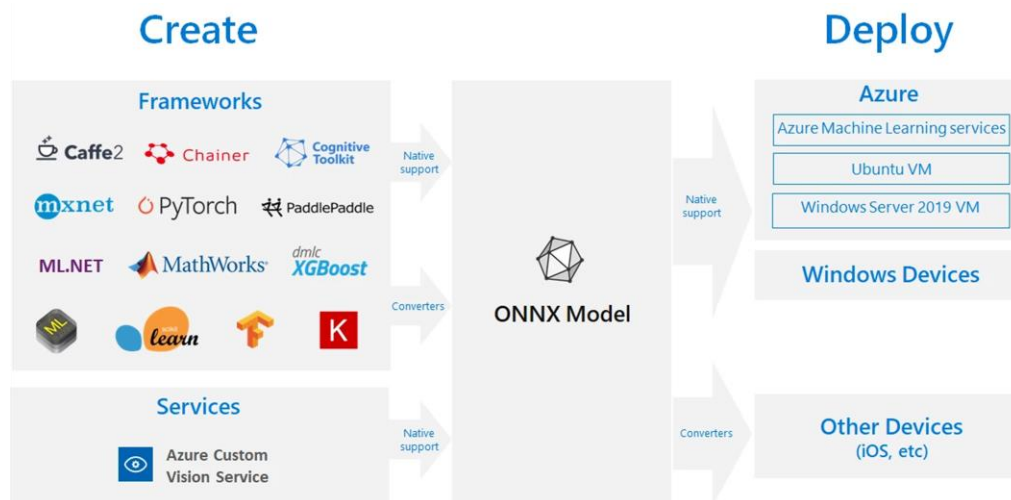 Create
Deploy
Frameworks
Caffe2
Chainer
Cognitive
Toolkit
mxnet
PyTorch
PaddlePaddle
ML.NET
MathWorks®
dmlc
XGBoost
ML
learn
K
Native
support
Converters
Services
Azure Custom
Vision Service
Native
support
ONNX Model
Native
support
Converters
Azure
Azure Machine Learning services
Ubuntu VM
Windows Server 2019 VM
Windows Devices
Other Devices
(iOS, etc)